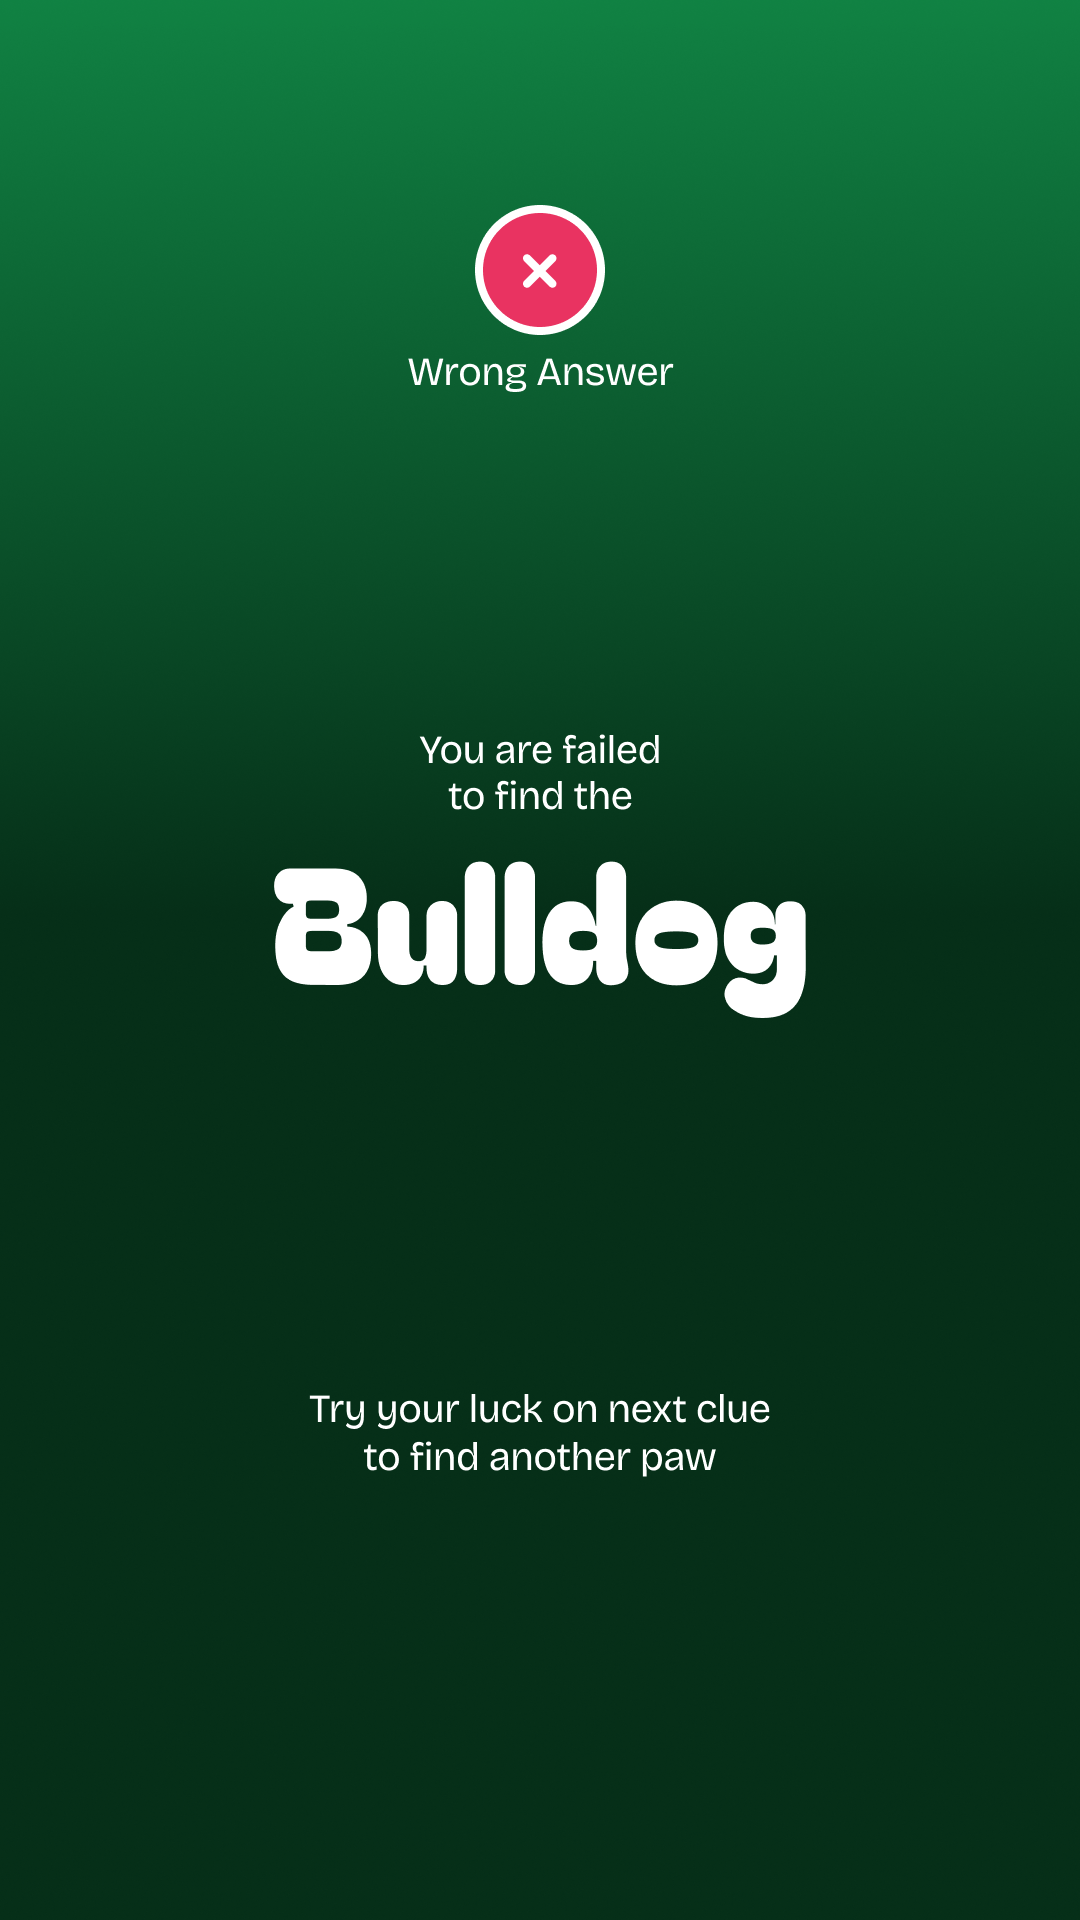 Wrong Answer
You are failed
to find the
Bulldog
Try your luck on next clue
to find another paw